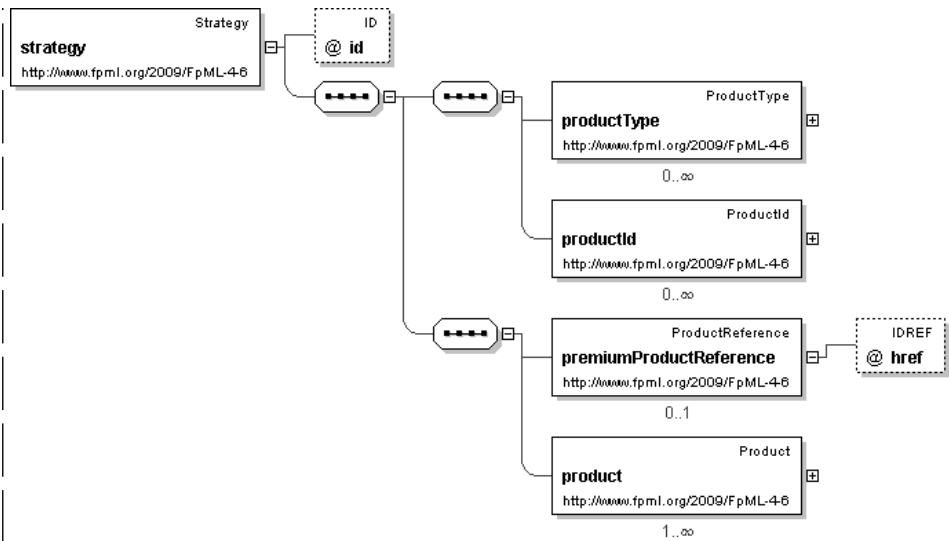 Strategy
strategy
http://www.fpml.org/2009/FpML-4-6
ID
@ id
ProductType
productType
http://www.fpml.org/2009/FpML-4-6
0..∞
ProductId
productId
http://www.fpml.org/2009/FpML-4-6
0..∞
ProductReference
premiumProductReference
http://www.fpml.org/2009/FpML-4-6
0..1
IDREF
@ href
Product
product
http://www.fpml.org/2009/FpML-4-6
1..∞